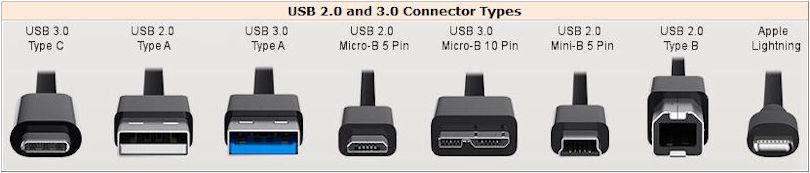 USB 2.0 and 3.0 Connector Types
USB 3.0
Type C
USB 2.0
Type A
USB 3.0
Type A
USB 2.0
Micro-B 5 Pin
USB 3.0
Micro-B 10 Pin
USB 2.0
Mini-B 5 Pin
USB 2.0
Type B
Apple
Lightning